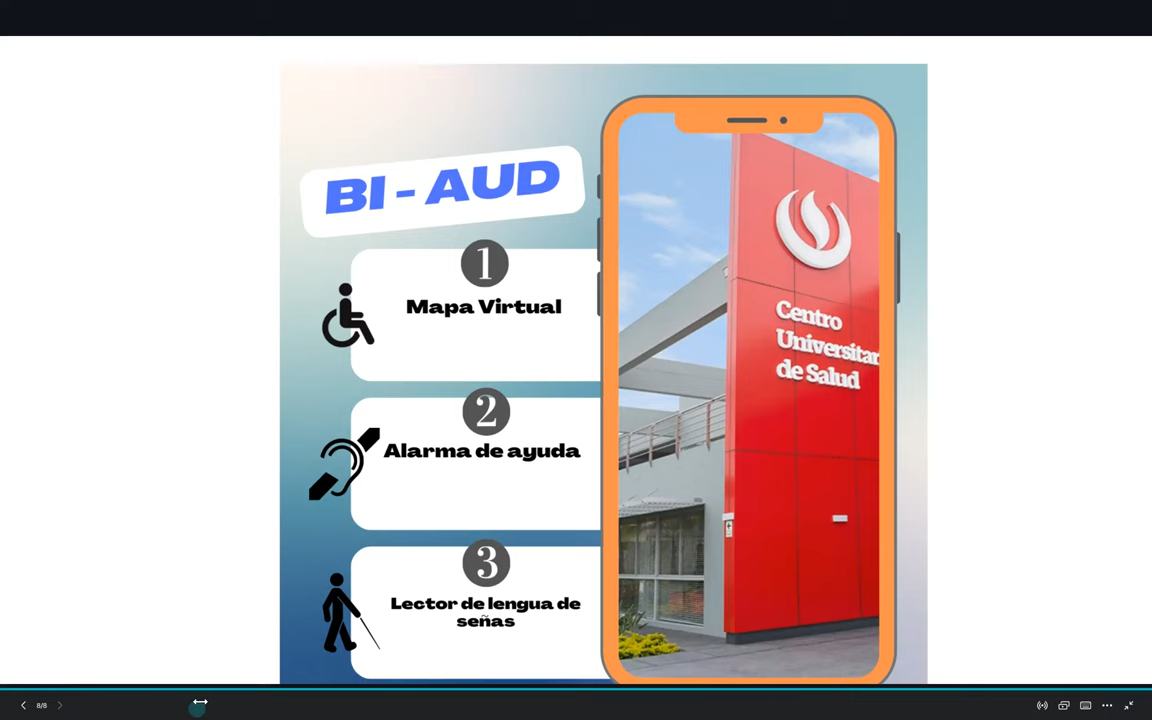 BI - AUD
1
Mapa Virtual
2
Alarma de ayuda
3
Lector de lengua de
señas
Centro
Universitar
de Salud
8/8